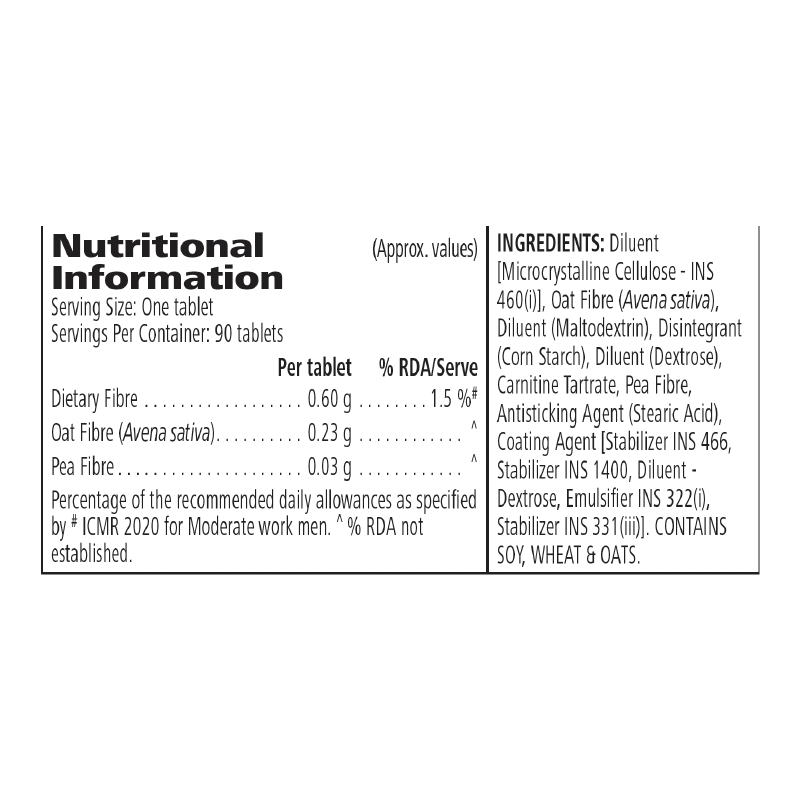 Nutritional
Information
(Approx. values)
Serving Size: One tablet
Servings Per Container: 90 tablets
Per tablet % RDA/Serve
Dietary Fibre . . . . . . . . . . . . . . . . . . 0.60 g . . . . . . . . 1.5 %#
Oat Fibre (Avena sativa). . . . . . . . . . 0.23 g . . . . . . . . . . . . ^
Pea Fibre . . . . . . . . . . . . . . . . . . . . . 0.03 g . . . . . . . . . . . . ^
Percentage of the recommended daily allowances as specified
by # ICMR 2020 for Moderate work men. ^ % RDA not
established.
INGREDIENTS: Diluent
[Microcrystalline Cellulose - INS
460(i)], Oat Fibre (Avena sativa),
Diluent (Maltodextrin), Disintegrant
(Corn Starch), Diluent (Dextrose),
Carnitine Tartrate, Pea Fibre,
Antisticking Agent (Stearic Acid),
Coating Agent [Stabilizer INS 466,
Stabilizer INS 1400, Diluent -
Dextrose, Emulsifier INS 322(i),
Stabilizer INS 331(iii)]. CONTAINS
SOY, WHEAT & OATS.